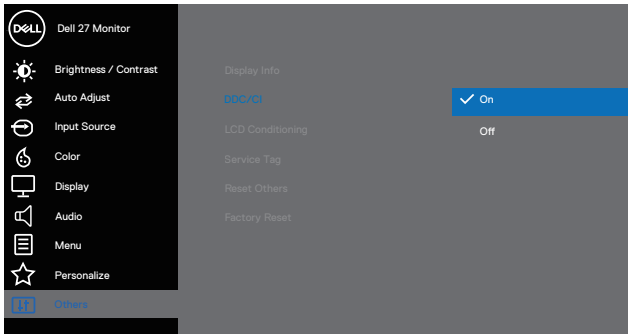 DELL Dell 27 Monitor
Brightness / Contrast
Auto Adjust
Input Source
Color
Display
Audio
Menu
Personalize
Others
Display Info
DDC/CI
LCD Conditioning
Service Tag
Reset Others
Factory Reset
On
Off